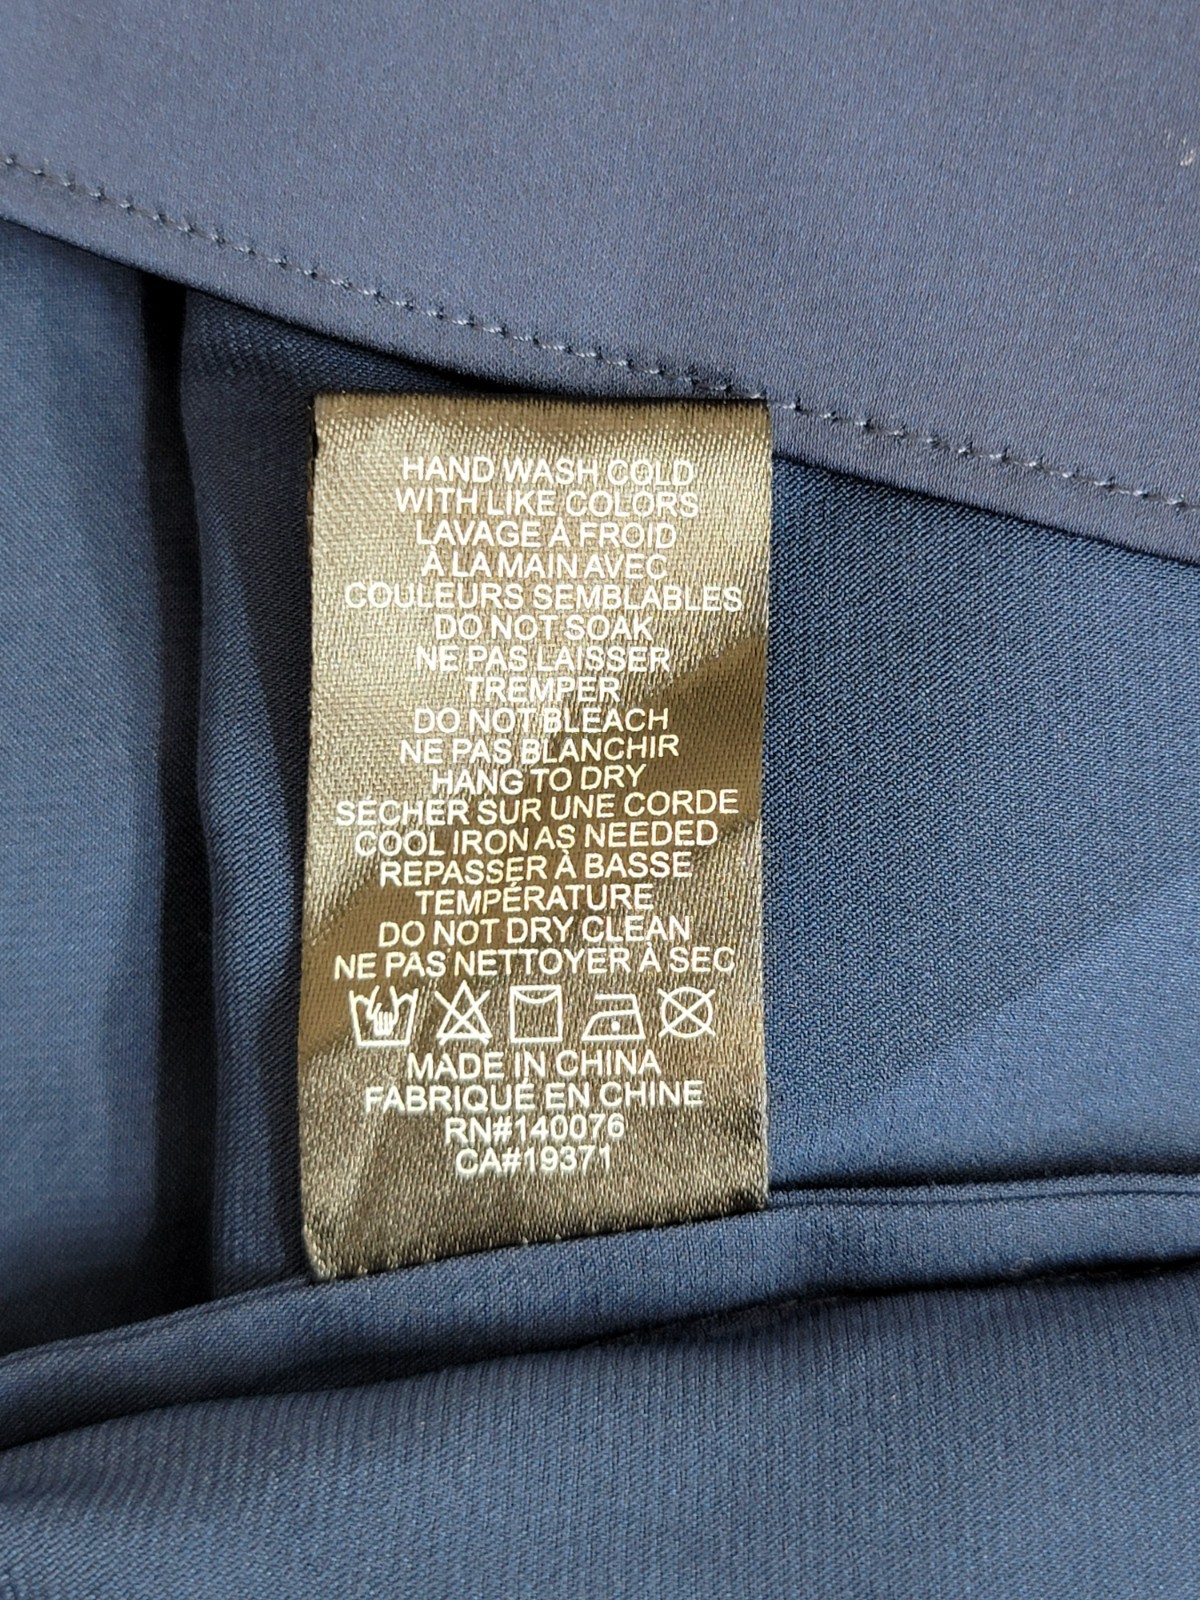 HAND WASH COLD
WITH LIKE COLORS
LAVAGE À FROID
À LA MAIN AVEC
COULEURS SEMBLABLES
DO NOT SOAK
NE PAS LAISSER
TREMPER
DO NOT BLEACH
NE PAS BLANCHIR
HANG TO DRY
SÉCHER SUR UNE CORDE
COOL IRON AS NEEDED
REPASSER À BASSE
TEMPÉRATURE
DO NOT DRY CLEAN
NE PAS NETTOYER À SEC
MADE IN CHINA
FABRIQUÉ EN CHINE
RN#140076
CA#19371